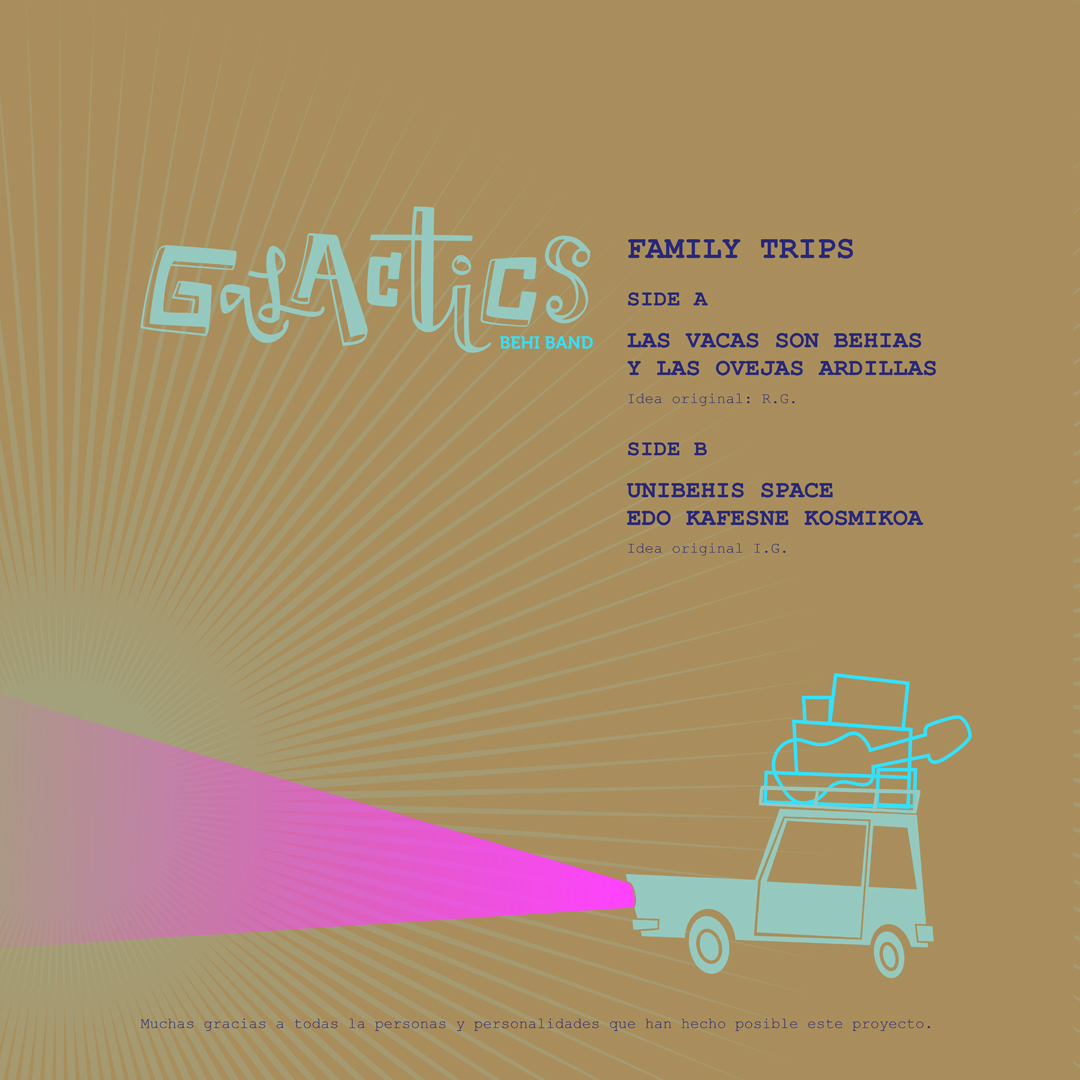 GaLActics
BEHI BAND
FAMILY TRIPS
SIDE A
LAS VACAS SON BEHIAS
Y LAS OVEJAS ARDILLAS
Idea original: R.G.
SIDE B
UNIBEHIS SPACE
EDO KAFESNE KOSMIKOA
Idea original I.G.
Muchas gracias a todas la personas y personalidades que han hecho posible este proyecto.